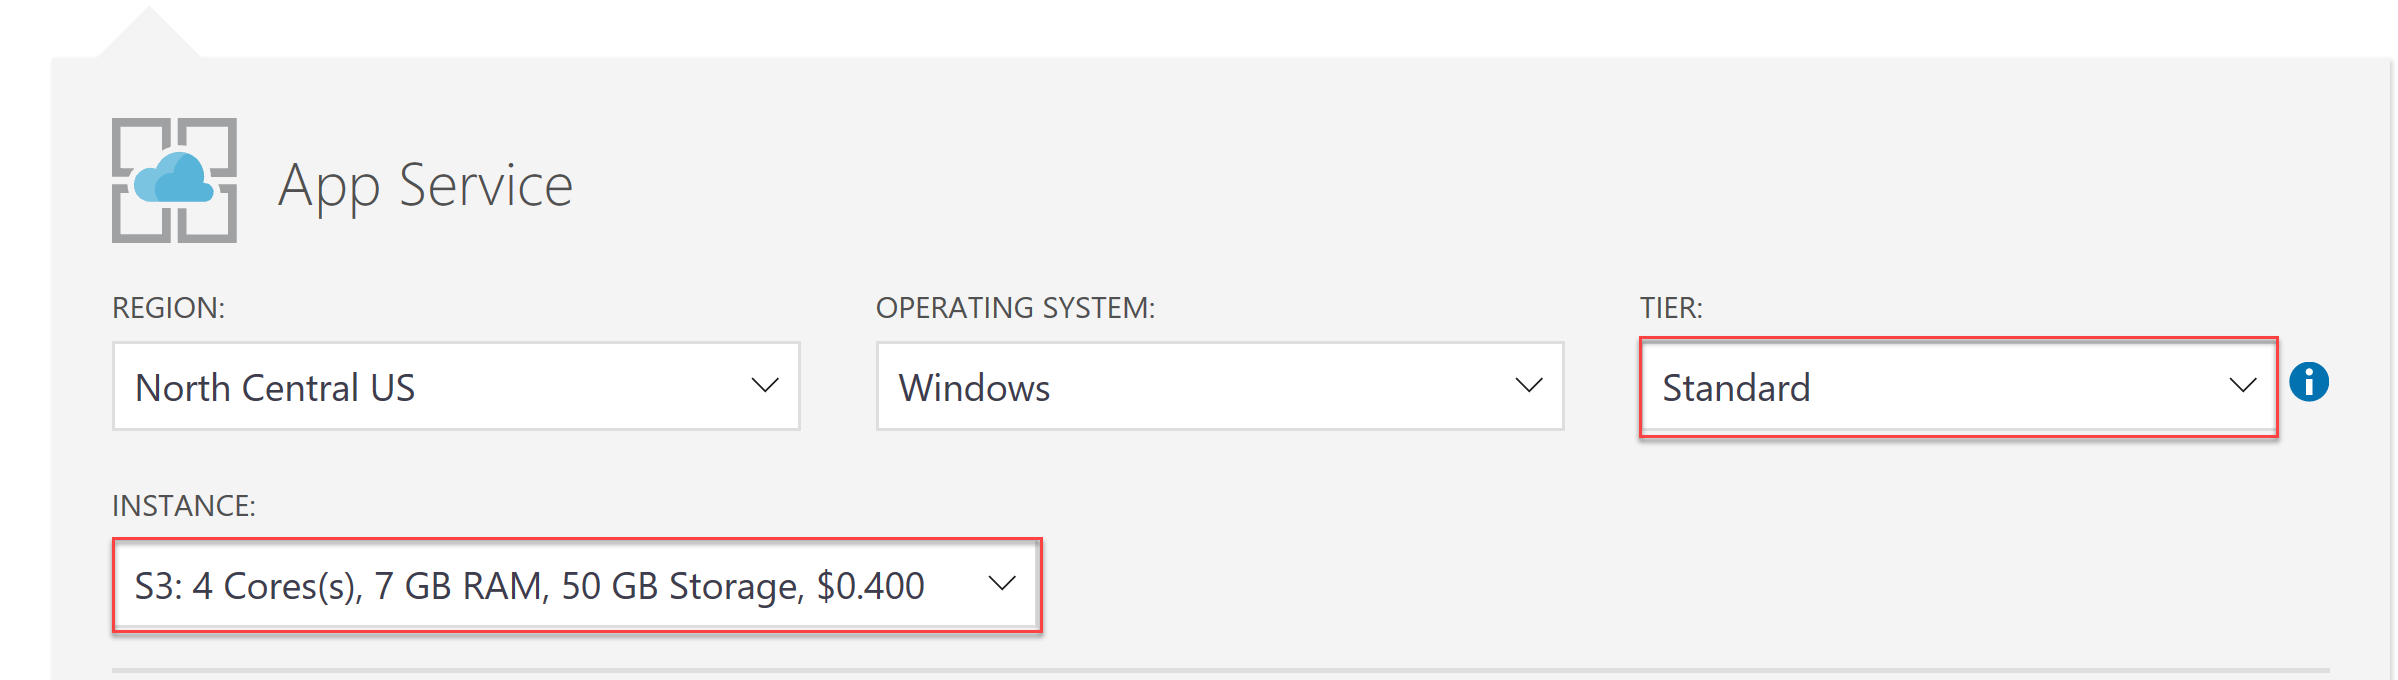 App Service
REGION:
OPERATING SYSTEM:
TIER:
North Central US
Windows
Standard
INSTANCE:
S3: 4 Cores(s), 7 GB RAM, 50 GB Storage, $0.400